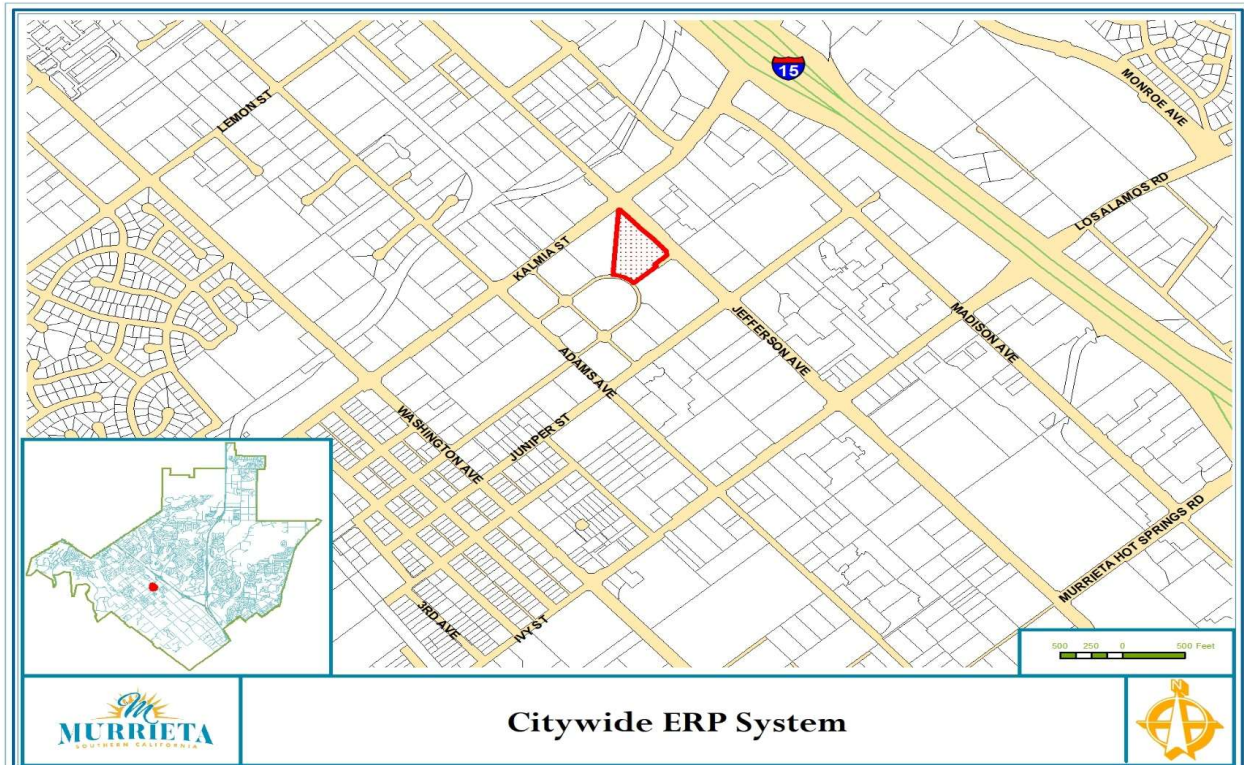 15
MONROE AVE
LEMON ST
LOS ALAMOS RD
KALMIA ST
JEFFERSON AVE
MADISON AVE
ADAMS AVE
WASHINGTON AVE
JUNIPER ST
MURRIETA HOT SPRINGS RD
3RD AVE
IVY ST
500 250 0 500 Feet
M
MURRIETA
SOUTHERN CALIFORNIA
Citywide ERP System
N